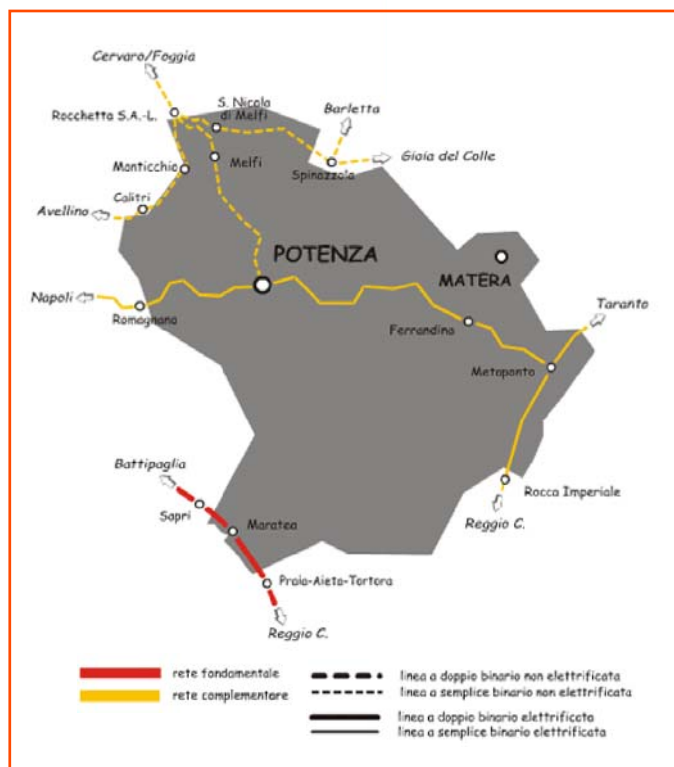 Cervaro/Foggia
Rocchetta S.A.-L.
S. Nicola
di Melfi
Barletta
Gioia del Colle
Spinazzola
Melfi
Monticchio
Calitri
Avellino
POTENZA
MATERA
Napoli
Romagnano
Taranto
Ferrandina
Metaponto
Battipaglia
Sapri
Maratea
Rocca Imperiale
Reggio C.
Praia-Aieta-Tortora
Reggio C.
rete fondamentale
rete complementare
linea a doppio binario non elettrificata
linea a semplice binario non elettrificata
linea a doppio binario elettrificata
linea a semplice binario elettrificata